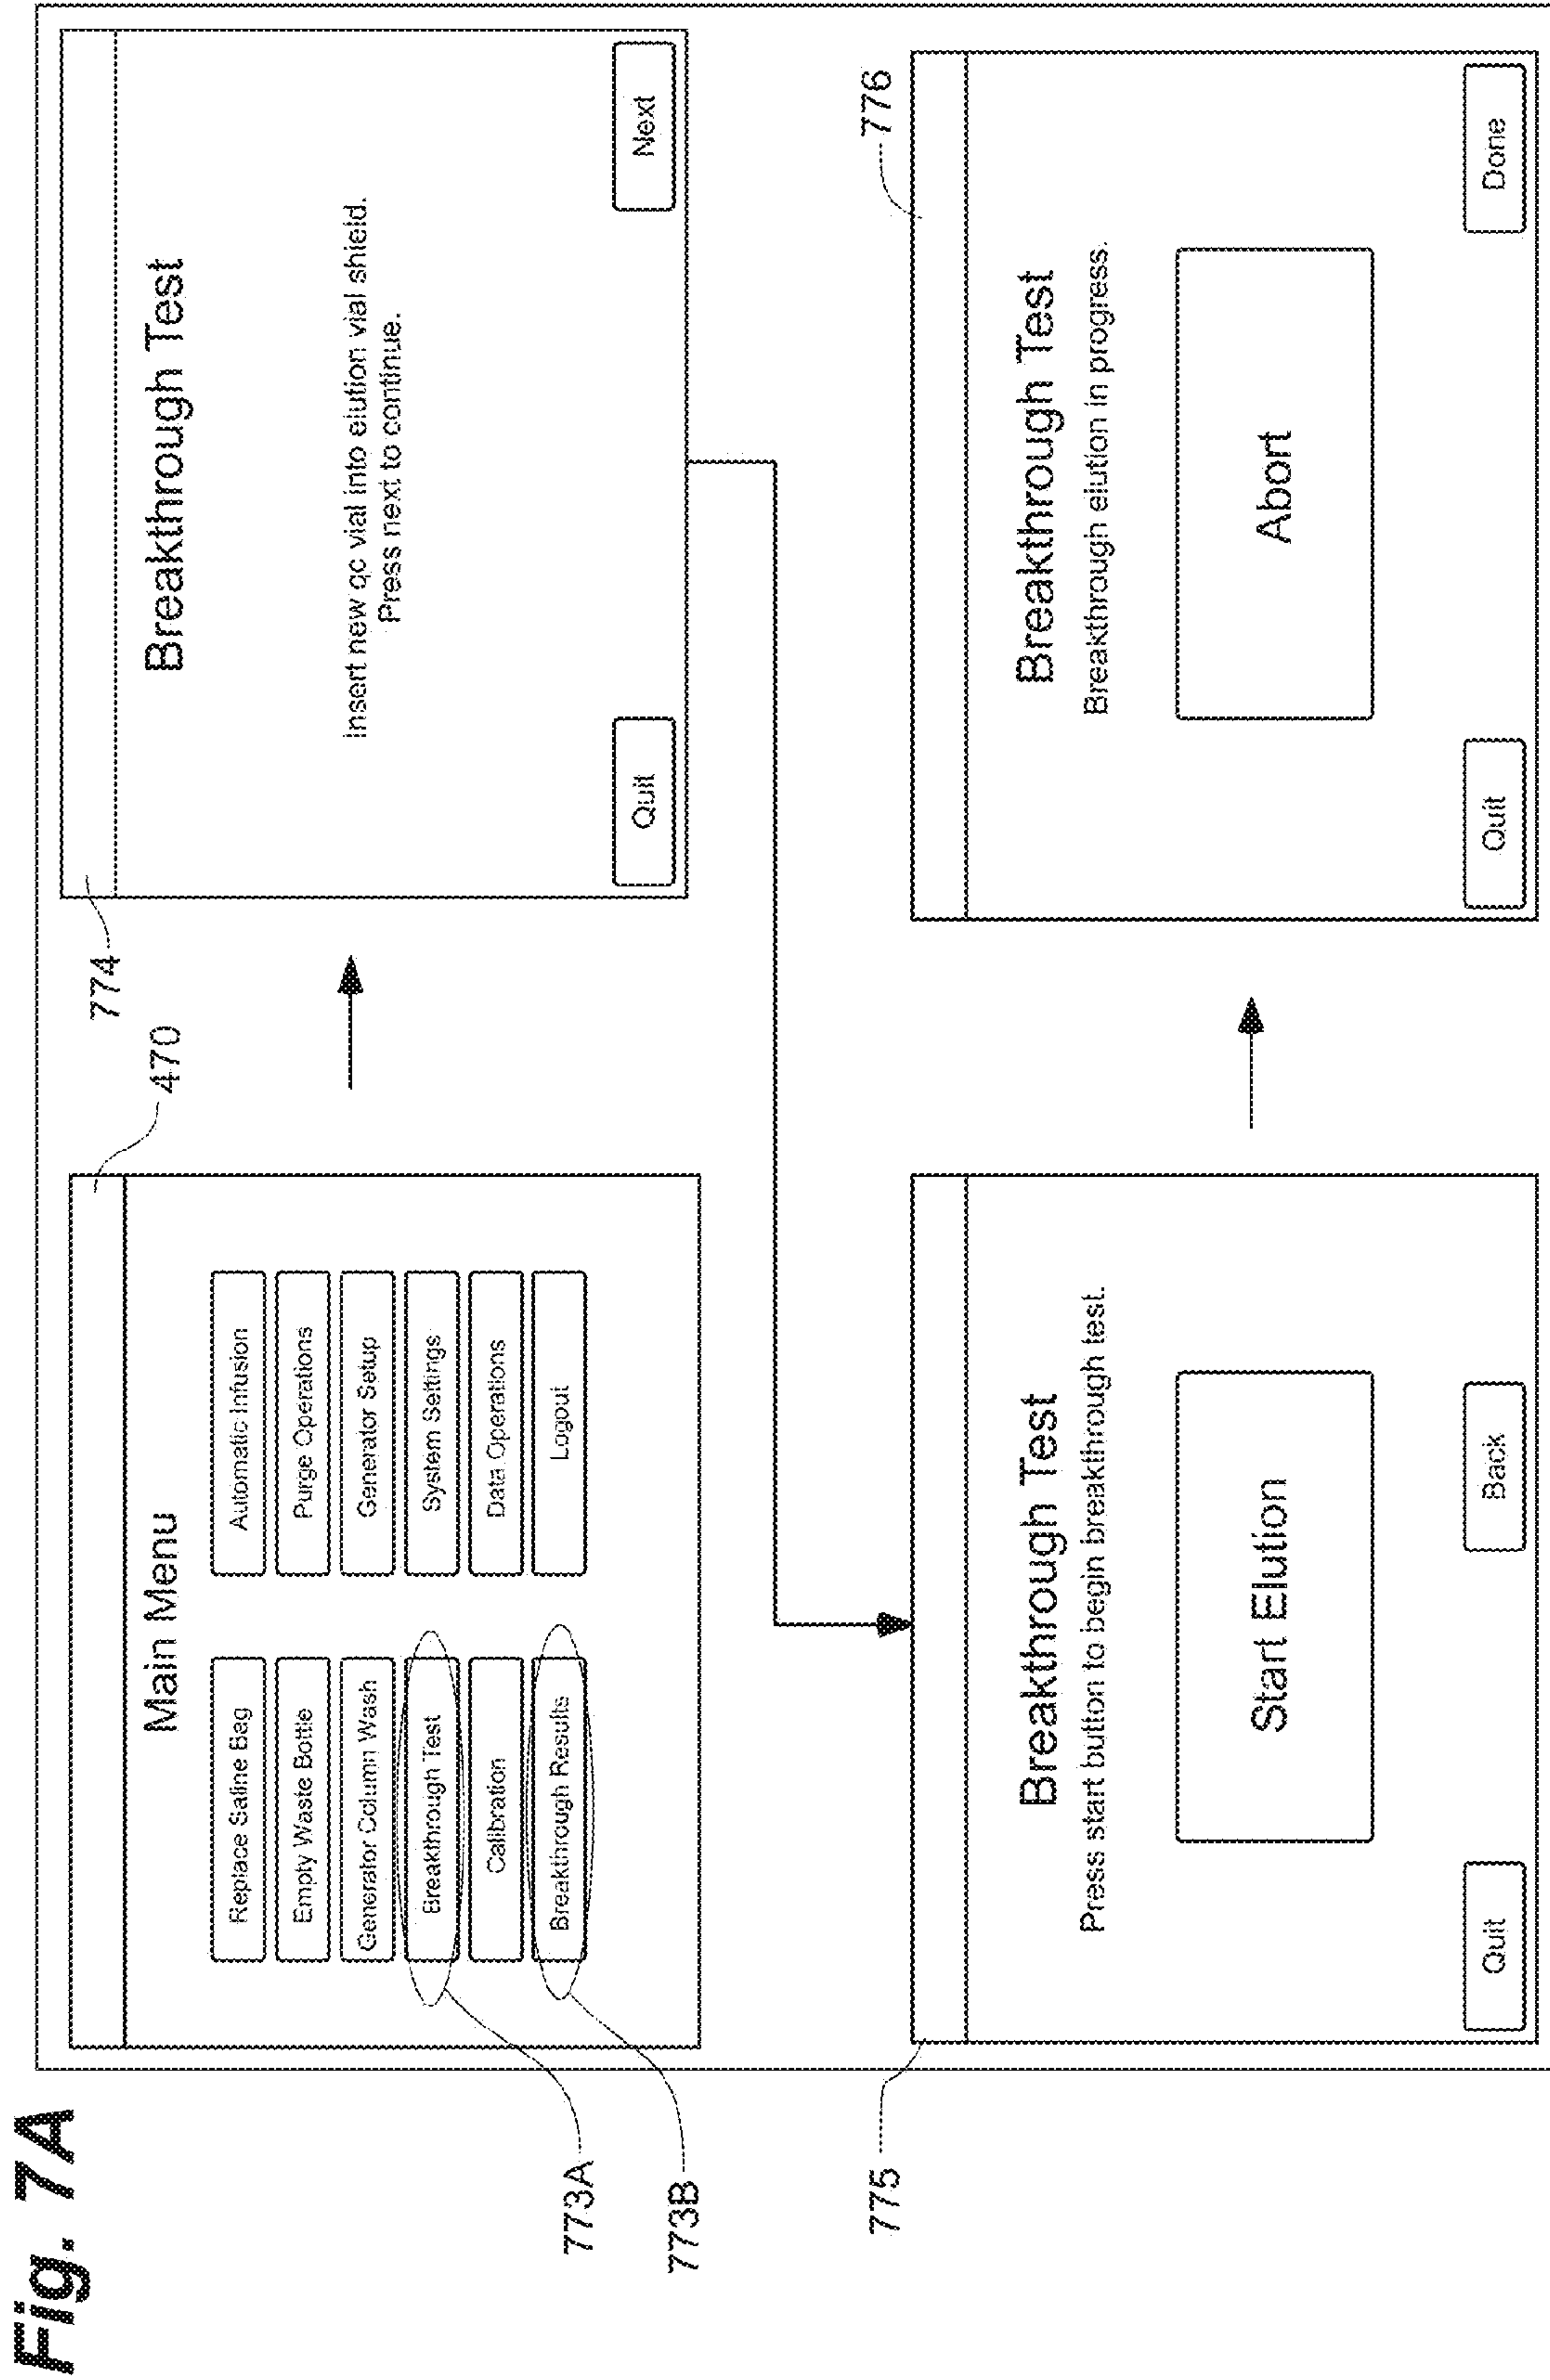 Fig. 7A
470
Main Menu
Replace Saline Bag
Automatic Infusion
Empty Waste Bottle
Purge Operations
Generator Column Wash
Generator Setup
Breakthrough Test
System Settings
Calibration
Data Operations
Breakthrough Results
Logout
773A
773B
774
Breakthrough Test
Insert new qc vial into elution vial shield.
Press next to continue.
Quit
Next
775
Breakthrough Test
Press start button to begin breakthrough test.
Start Elution
Quit
Back
776
Breakthrough Test
Breakthrough elution in progress.
Abort
Quit
Done